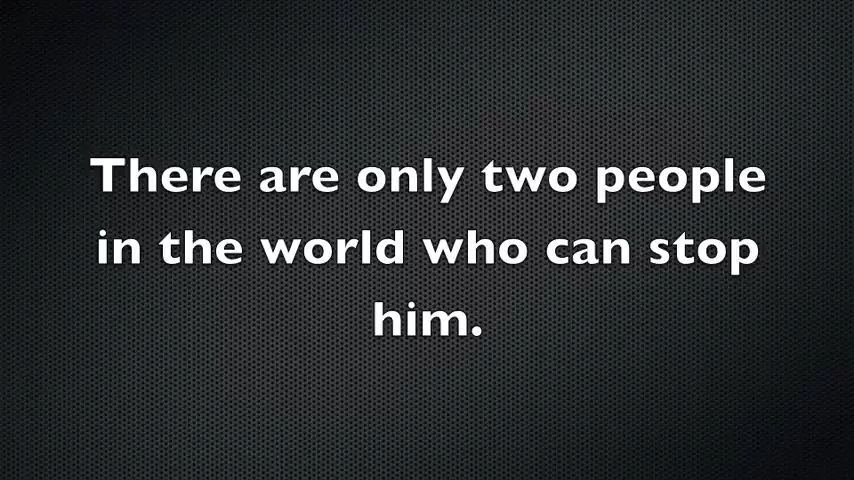 There are only two people
in the world who can stop
him.